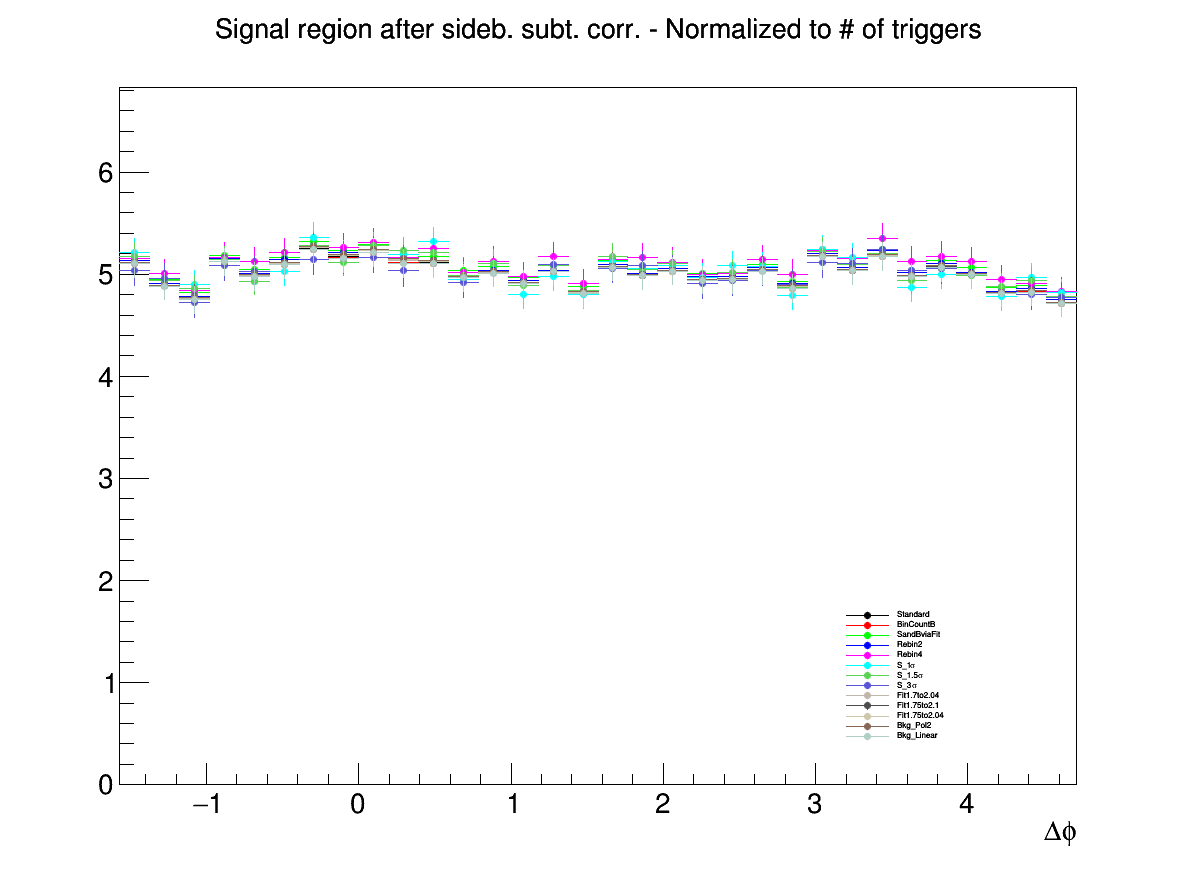 Signal region after sideb. subt. corr. - Normalized to # of triggers
6
5
4
3
2
1
0
Standard
BinCountB
SandBviaFit
Rebin2
Rebin4
S_1σ
S_1.5σ
S_3σ
Fit1.7to2.04
Fit1.75to2.1
Fit1.75to2.04
Bkg_Pol2
Bkg_Linear
−1 0 1 2 3 4
Δϕ